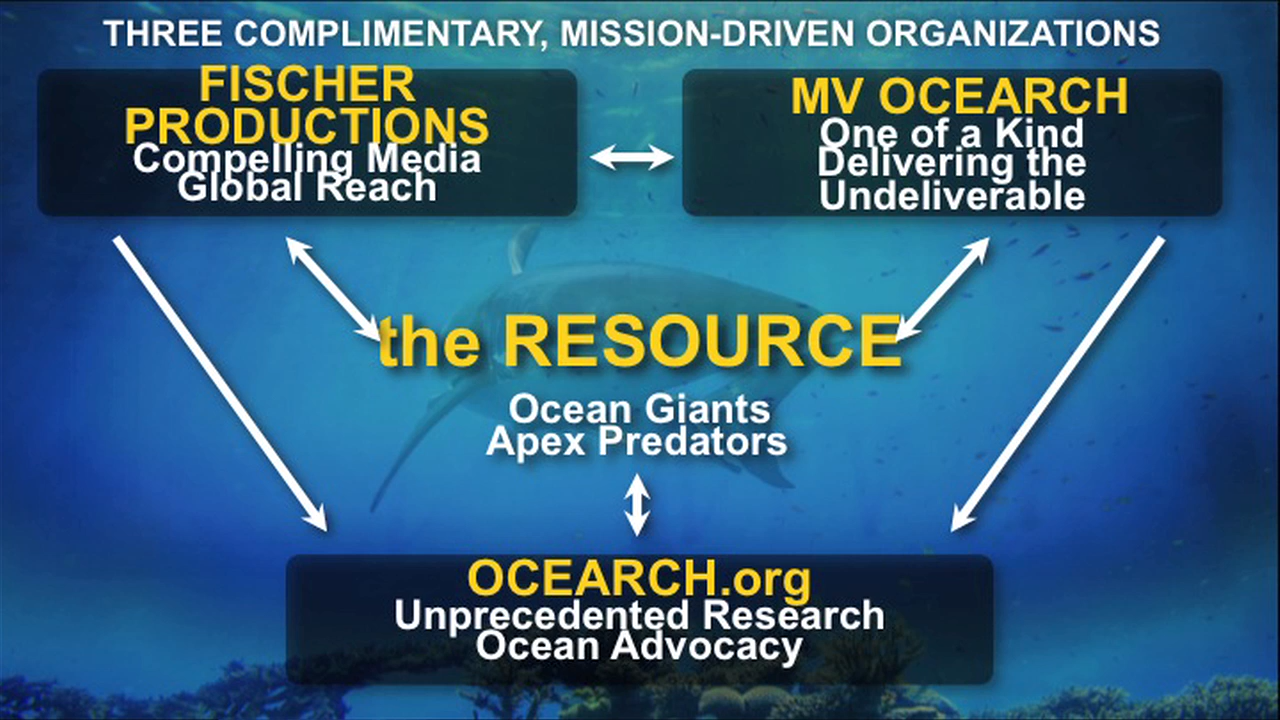 THREE COMPLIMENTARY, MISSION-DRIVEN ORGANIZATIONS
FISCHER
PRODUCTIONS
Compelling Media
Global Reach
MV OCEARCH
One of a Kind
Delivering the
Undeliverable
the RESOURCE
Ocean Giants
Apex Predators
OCEARCH.org
Unprecedented Research
Ocean Advocacy